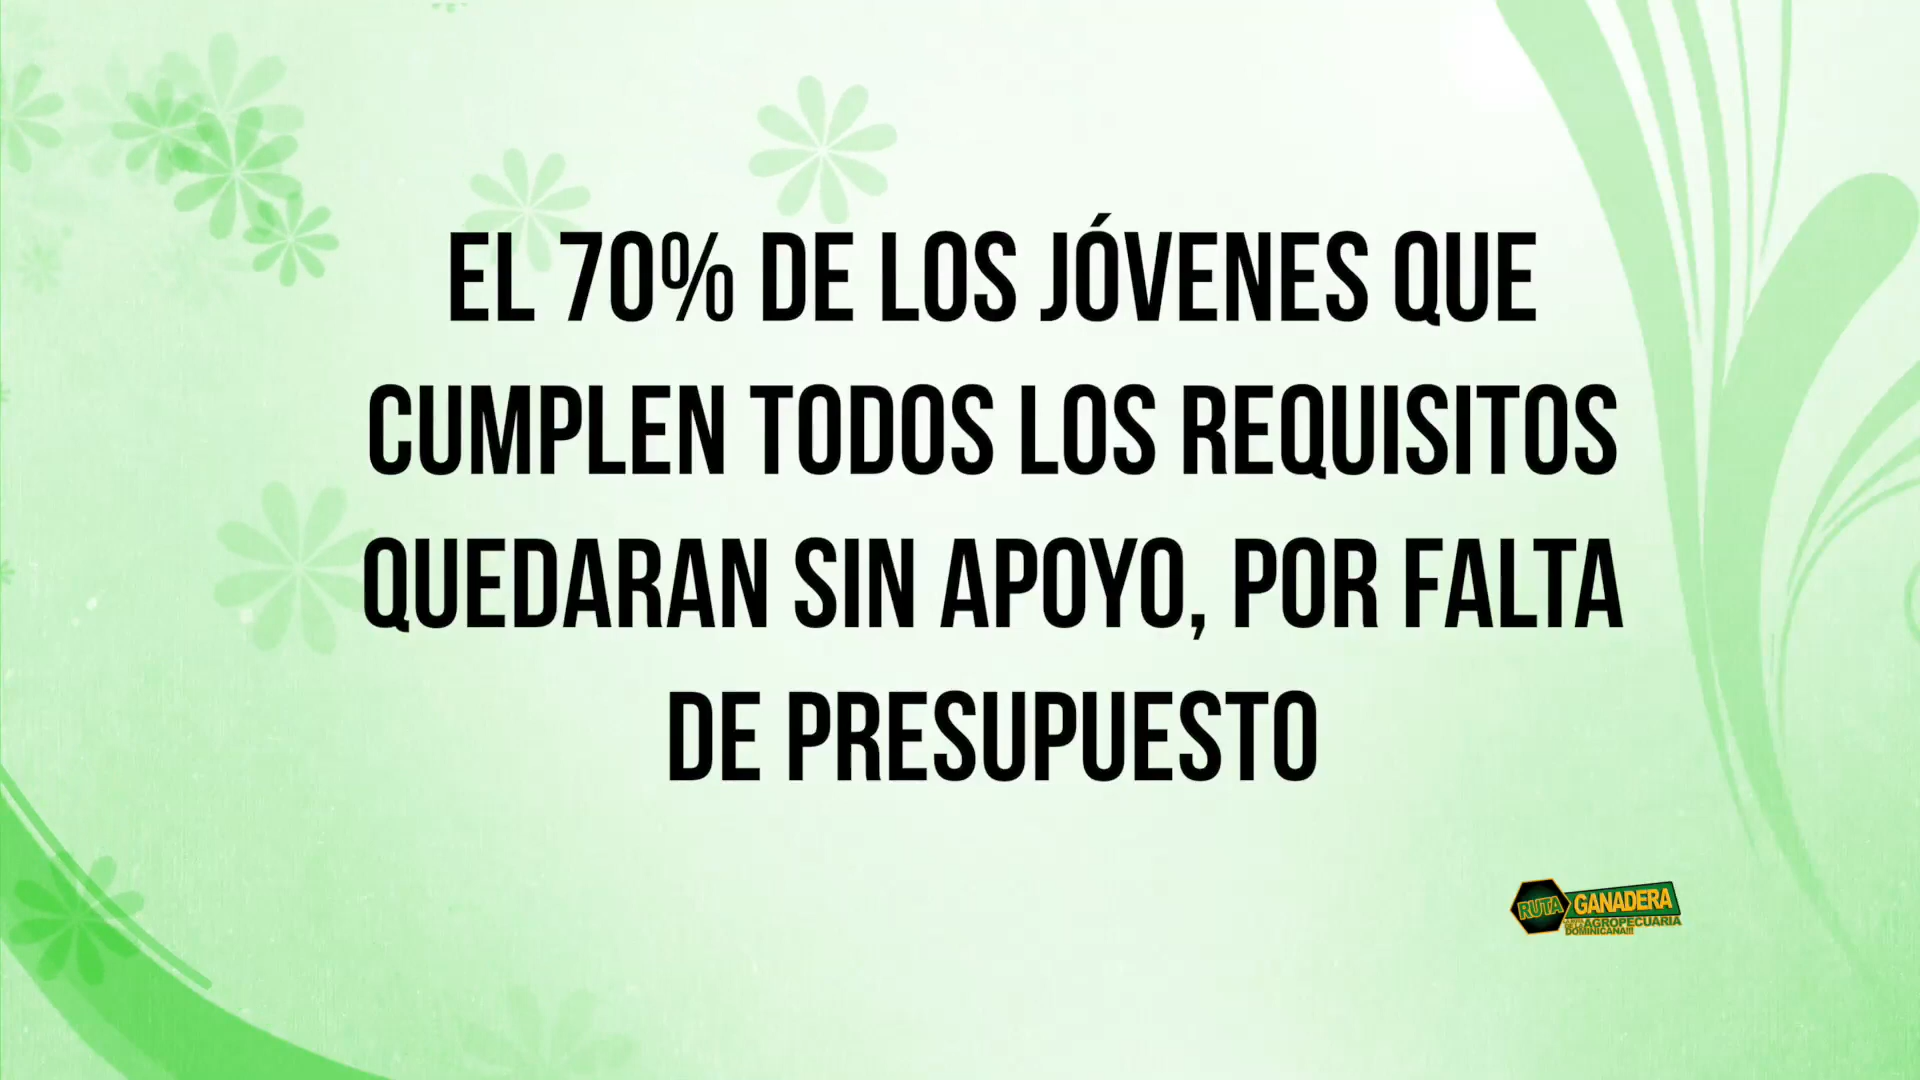 EL 70% DE LOS JÓVENES QUE
CUMPLEN TODOS LOS REQUISITOS
QUEDARAN SIN APOYO, POR FALTA
DE PRESUPUESTO
RUTA GANADERA
AGROPECUARIA
DOMINICANA!!!